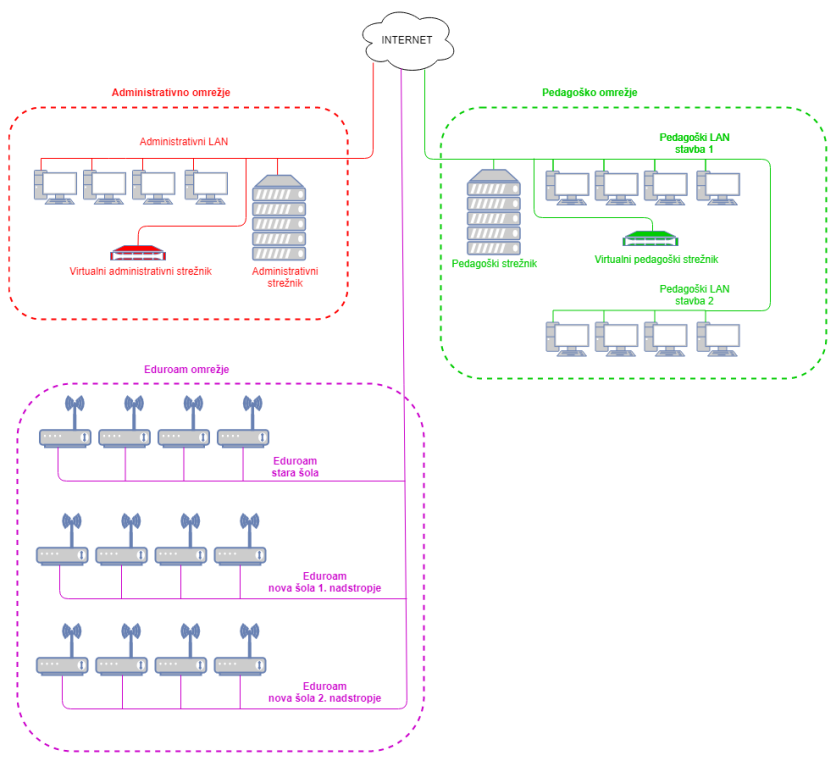 INTERNET
Administrativno omrežje
Administrativni LAN
Virtualni administrativni strežnik
Administrativni
strežnik
Pedagoško omrežje
Pedagoški LAN
stavba 1
Pedagoški strežnik
Virtualni pedagoški strežnik
Pedagoški LAN
stavba 2
Eduroam omrežje
Eduroam
stara šola
Eduroam
nova šola 1. nadstropje
Eduroam
nova šola 2. nadstropje